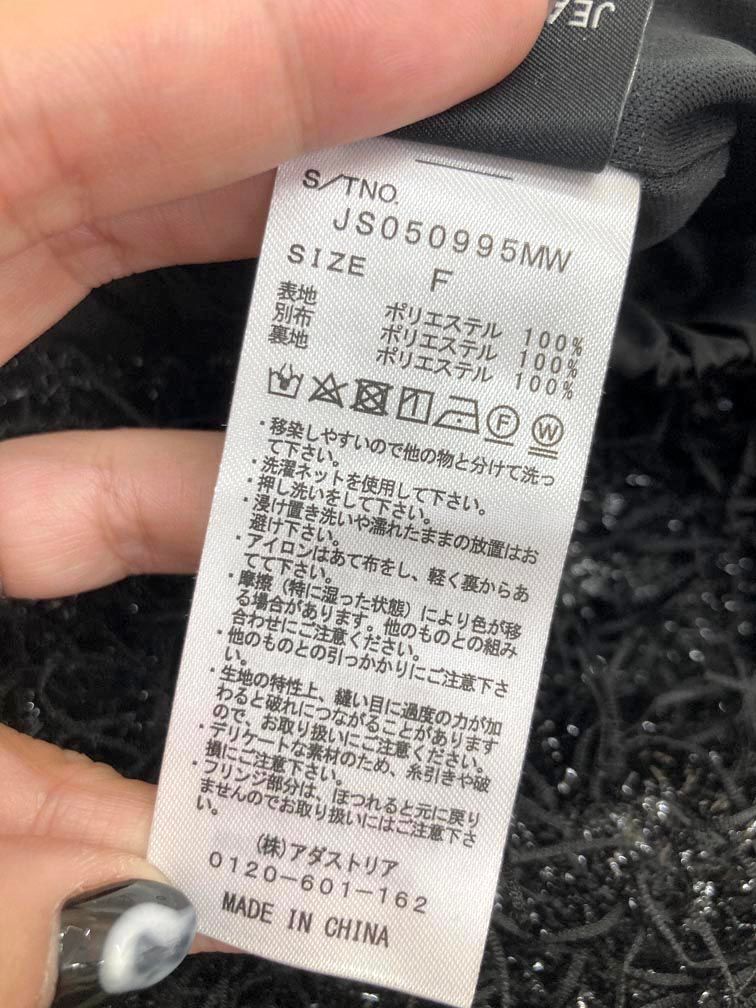 JEA
S/TNO.
JS050995MW
SIZE F
表地 ポリエステル 100%
別布 ポリエステル 100%
裏地 ポリエステル 100%
F W
・移染しやすいので他の物と分けて洗っ
て下さい。
・洗濯ネットを使用して下さい。
・押し洗いをして下さい。
・浸け置き洗いや濡れたままの放置はお
避け下さい。
・アイロンはあて布をし、軽く裏からあ
てて下さい。
・摩擦(特に湿った状態)により色が移
る場合があります。他のものとの組み
合わせにご注意ください。
・他のものとの引っかかりにご注意下さ
い。
・生地の特性上、縫い目に過度の力が加
わると破れにつながることがあります
ので、お取り扱いにご注意ください。
・デリケートな素材のため、糸引きや破
損にご注意下さい。
・フリンジ部分は、ほつれると元に戻り
ませんのでお取り扱いにはご注意下さ
い。
(株)アダストリア
0120-601-162
MADE IN CHINA